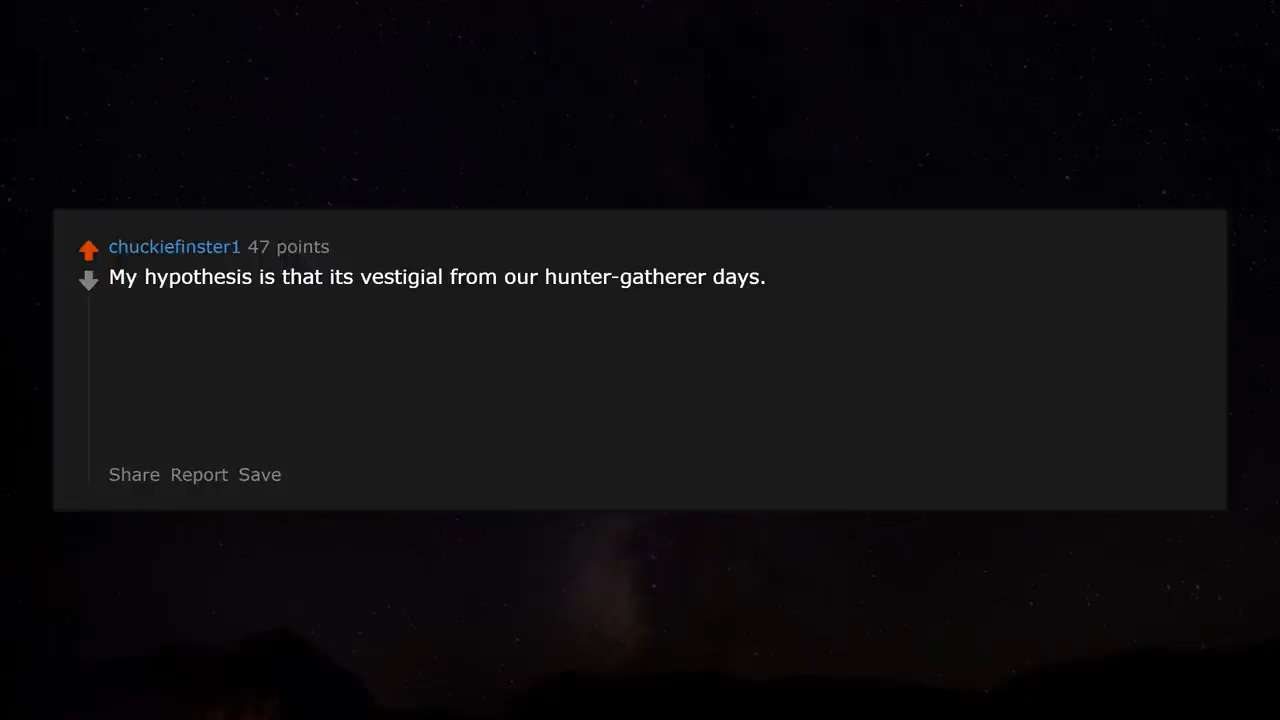 chuckiefinster1 47 points
My hypothesis is that its vestigial from our hunter-gatherer days.
Share Report Save